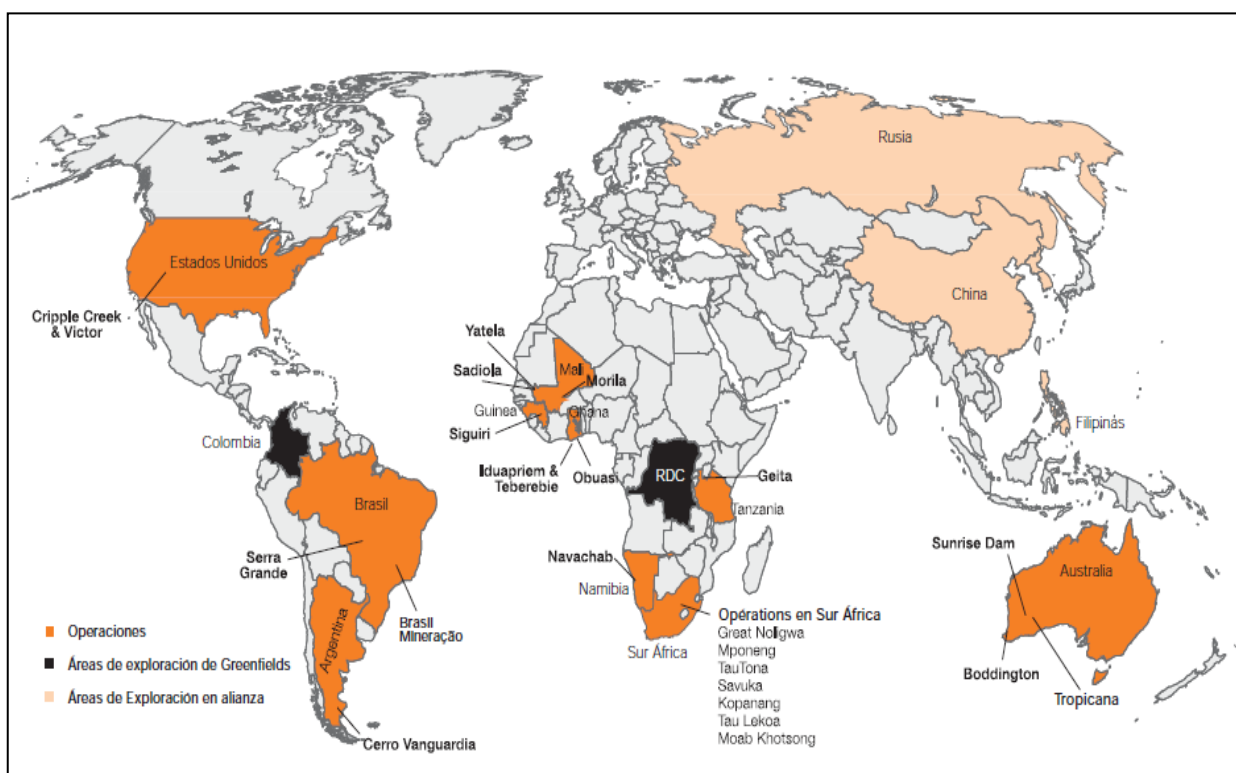 Rusia
Estados Unidos
China
Cripple Creek
& Victor
Yatela
Sadiola
Mali
Morila
Guinea
Ghana
Siguiri
Filipinás
Colombia
Iduapriem &
Teberebie
Obuasi
RDC
Geita
Brasil
Tanzania
Sunrise Dam
Australia
Serra
Grande
Navachab
Namibia
Opérations en Sur África
Great Noligwa
Mponeng
TauTona
Savuka
Kopanang
Tau Lekoa
Moab Khotsong
Brasil
Mineração
Argentina
Sur África
Boddington
Tropicana
Operaciones
Áreas de exploración de Greenfields
Áreas de Exploración en alianza
Cerro Vanguardia